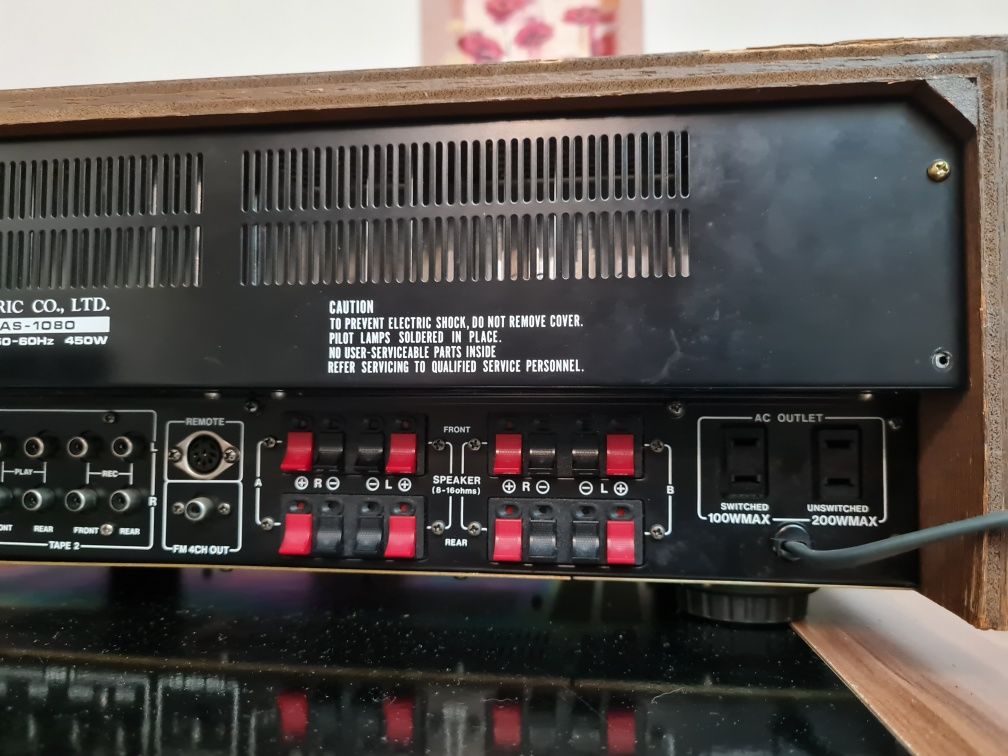 RIC CO., LTD.
AS-1080
50-60Hz 450W
CAUTION
TO PREVENT ELECTRIC SHOCK, DO NOT REMOVE COVER.
PILOT LAMPS SOLDERED IN PLACE.
NO USER-SERVICEABLE PARTS INSIDE
REFER SERVICING TO QUALIFIED SERVICE PERSONNEL.
PLAY
REC
L
R
ONT
REAR
FRONT
REAR
TAPE 2
REMOTE
FM 4CH OUT
A
FRONT
⊕ R ⊖ ⊖ L ⊕
SPEAKER
(8-16ohms)
⊕ R ⊖ ⊖ L ⊕
REAR
B
AC OUTLET
SWITCHED
100WMAX
UNSWITCHED
200WMAX